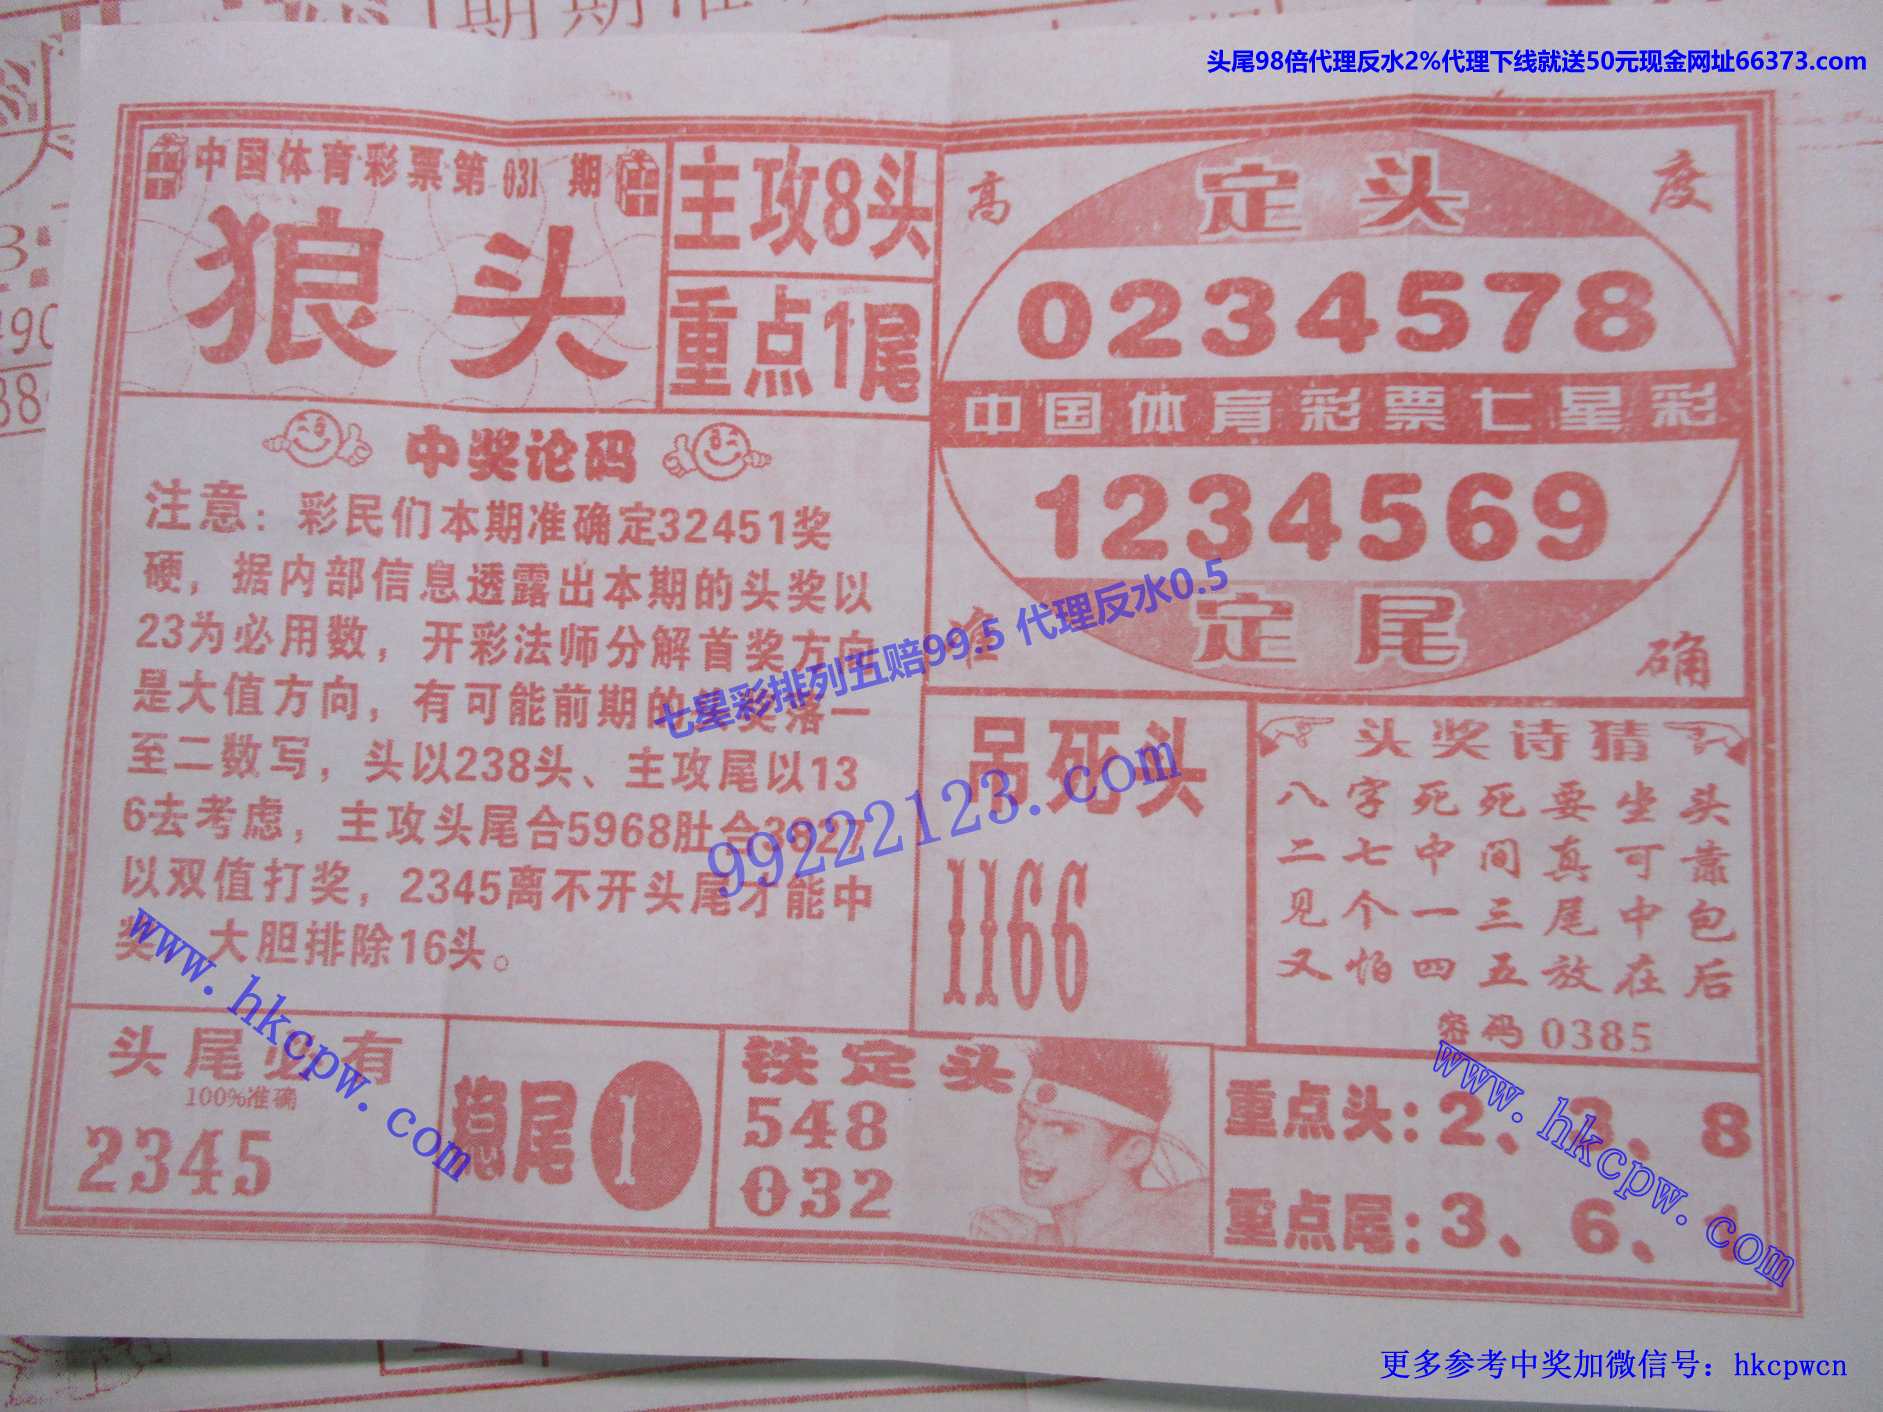 头尾98倍代理反水2%代理下线就送50元现金网址66373.com
中国体育彩票第 031 期
狼头
主攻8头
重点1尾
高度
定头
0234578
中国体育彩票七星彩
1234569
定尾
准确
中奖论码
注意：彩民们本期准确定32451奖
硬，据内部信息透露出本期的头奖以
23为必用数，开彩法师分解首奖方向
是大值方向，有可能前期的 奖落一
至二数写，头以238头、主攻尾以13
6去考虑，主攻头尾合5968肚合3827
以双值打奖，2345离不开头尾才能中
奖，大胆排除16头。
七星彩排列五赔99.5 代理反水0.5
99222123.com
吊死头
1166
头奖诗猜
八字死死要坐头
二七中间真可靠
见个一三尾中包
又怕四五放在后
密码0385
www.hkcpw.com
头尾必有
100%准确
2345
稳尾 1
铁定头
548
032
重点头：2、3、8
重点尾：3、6、1
www.hkcpw.com
更多参考中奖加微信号：hkcpwcn